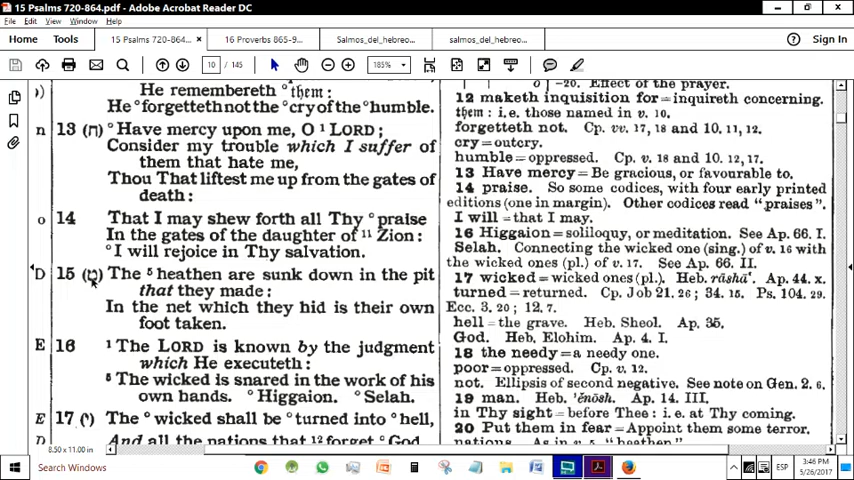 15 Psalms 720-864.pdf - Adobe Acrobat Reader DC
File Edit View Window Help
Home Tools 15 Psalms 720-864... × 16 Proverbs 865-9... Salmos_del_hebreo... salmos_del_hebreo... Sign In
10 / 145 185%
He remembereth °them:
He °forgetteth not the °cry of the °humble.
n 13 (ח) °Have mercy upon me, O ¹ LORD;
Consider my trouble which I suffer of
them that hate me,
Thou That liftest me up from the gates of
death:
o 14 That I may shew forth all Thy °praise
In the gates of the daughter of ¹¹ Zion:
°I will rejoice in Thy salvation.
D 15 (ט) The ⁵ heathen are sunk down in the pit
that they made:
In the net which they hid is their own
foot taken.
E 16 ¹ The LORD is known by the judgment
which He executeth:
⁵ The wicked is snared in the work of his
own hands. °Higgaion. °Selah.
E 17 (י) The °wicked shall be °turned into °hell,
D And all the nations that ¹² forget °God.
o | -20. Effect of the prayer.
12 maketh inquisition for = inquireth concerning.
them: i.e. those named in v. 10.
forgetteth not. Cp. vv. 17, 18 and 10. 11, 12.
cry = outcry.
humble = oppressed. Cp. v. 18 and 10. 12, 17.
13 Have mercy = Be gracious, or favourable to.
14 praise. So some codices, with four early printed
editions (one in margin). Other codices read "praises".
I will = that I may.
16 Higgaion = soliloquy, or meditation. See Ap. 66. I.
Selah. Connecting the wicked one (sing.) of v. 16 with
the wicked ones (pl.) of v. 17. See Ap. 66. II.
17 wicked = wicked ones (pl.). Heb. rāshā'. Ap. 44. x.
turned = returned. Cp. Job 21. 26; 34. 15. Ps. 104. 29.
Ecc. 3. 20; 12. 7.
hell = the grave. Heb. Sheol. Ap. 35.
God. Heb. Elohim. Ap. 4. I.
18 the needy = a needy one.
poor = oppressed. Cp. v. 12.
not. Ellipsis of second negative. See note on Gen. 2. 6.
19 man. Heb. 'ĕnōsh. Ap. 14. III.
in Thy sight = before Thee: i.e. at Thy coming.
20 Put them in fear = Appoint them some terror.
nations. As in v. 5 "heathen"
8.50 x 11.00 in
Search Windows
ESP
3:46 PM
5/26/2017